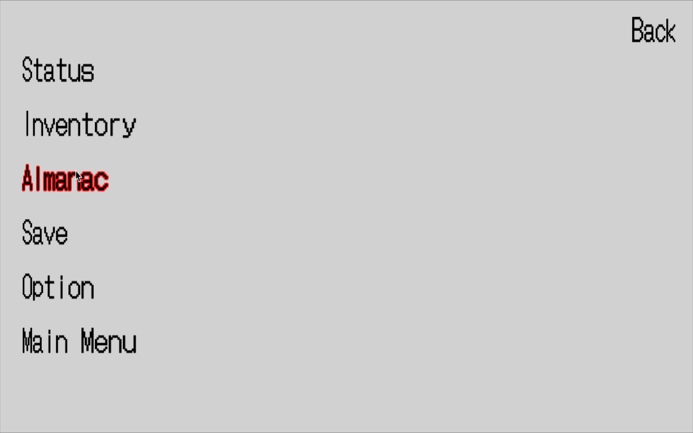 Back
Status
Inventory
Almanac
Save
Option
Main Menu